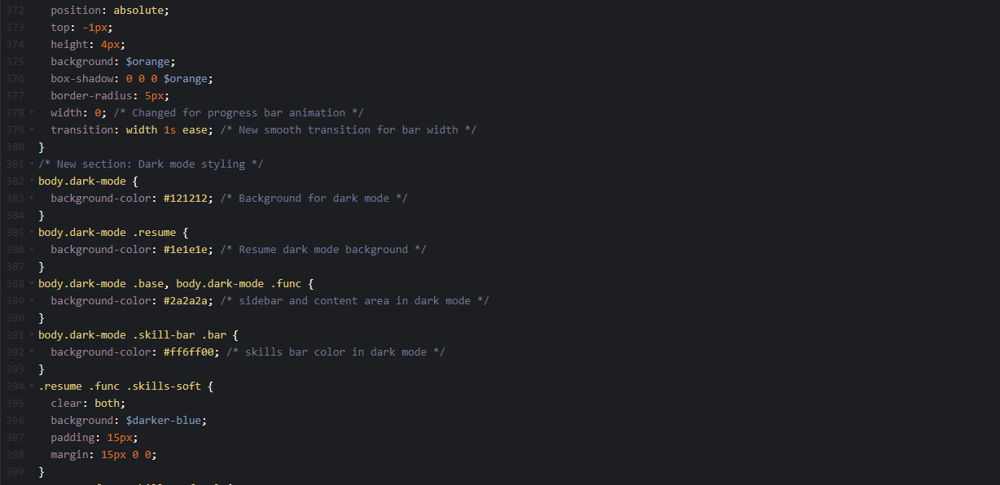 372 position: absolute;
373 top: -1px;
374 height: 4px;
375 background: $orange;
376 box-shadow: 0 0 0 $orange;
377 border-radius: 5px;
378 width: 0; /* Changed for progress bar animation */
379 transition: width 1s ease; /* New smooth transition for bar width */
380 }
381 /* New section: Dark mode styling */
382 body.dark-mode {
383 background-color: #121212; /* Background for dark mode */
384 }
385 body.dark-mode .resume {
386 background-color: #1e1e1e; /* Resume dark mode background */
387 }
388 body.dark-mode .base, body.dark-mode .func {
389 background-color: #2a2a2a; /* sidebar and content area in dark mode */
390 }
391 body.dark-mode .skill-bar .bar {
392 background-color: #ff6ff00; /* skills bar color in dark mode */
393 }
394 .resume .func .skills-soft {
395 clear: both;
396 background: $darker-blue;
397 padding: 15px;
398 margin: 15px 0 0;
399 }